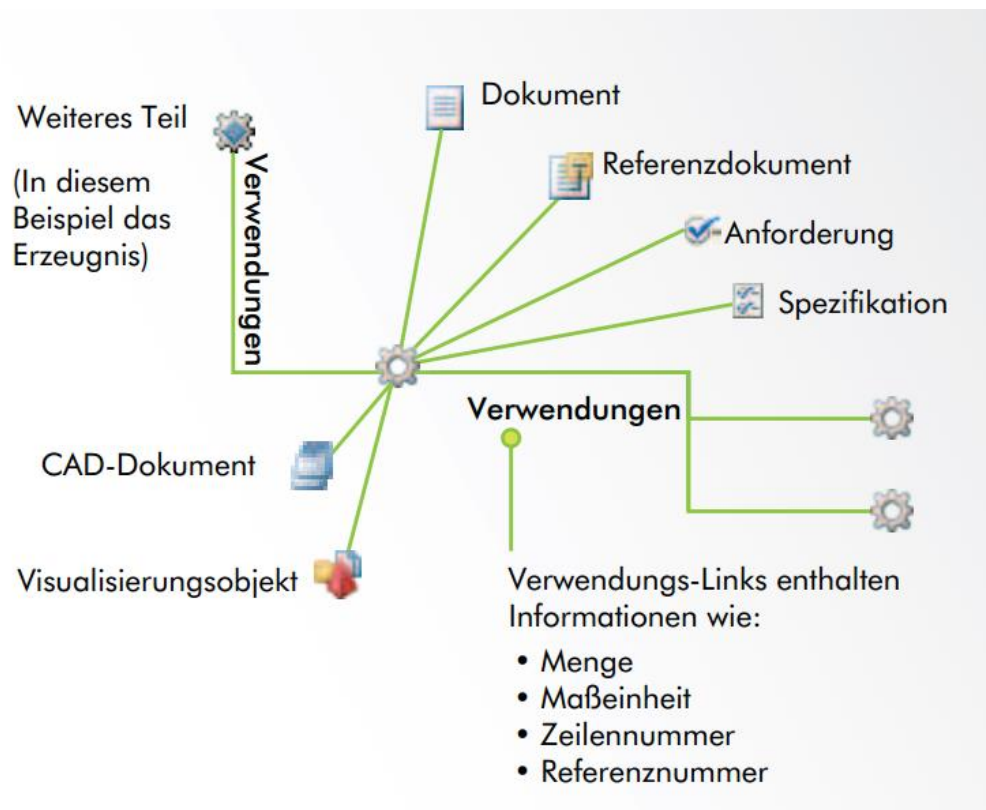 Weiteres Teil
(In diesem
Beispiel das
Erzeugnis)
Verwendungen
Dokument
Referenzdokument
Anforderung
Spezifikation
Verwendungen
CAD-Dokument
Visualisierungsobjekt
Verwendungs-Links enthalten
Informationen wie:
• Menge
• Maßeinheit
• Zeilennummer
• Referenznummer